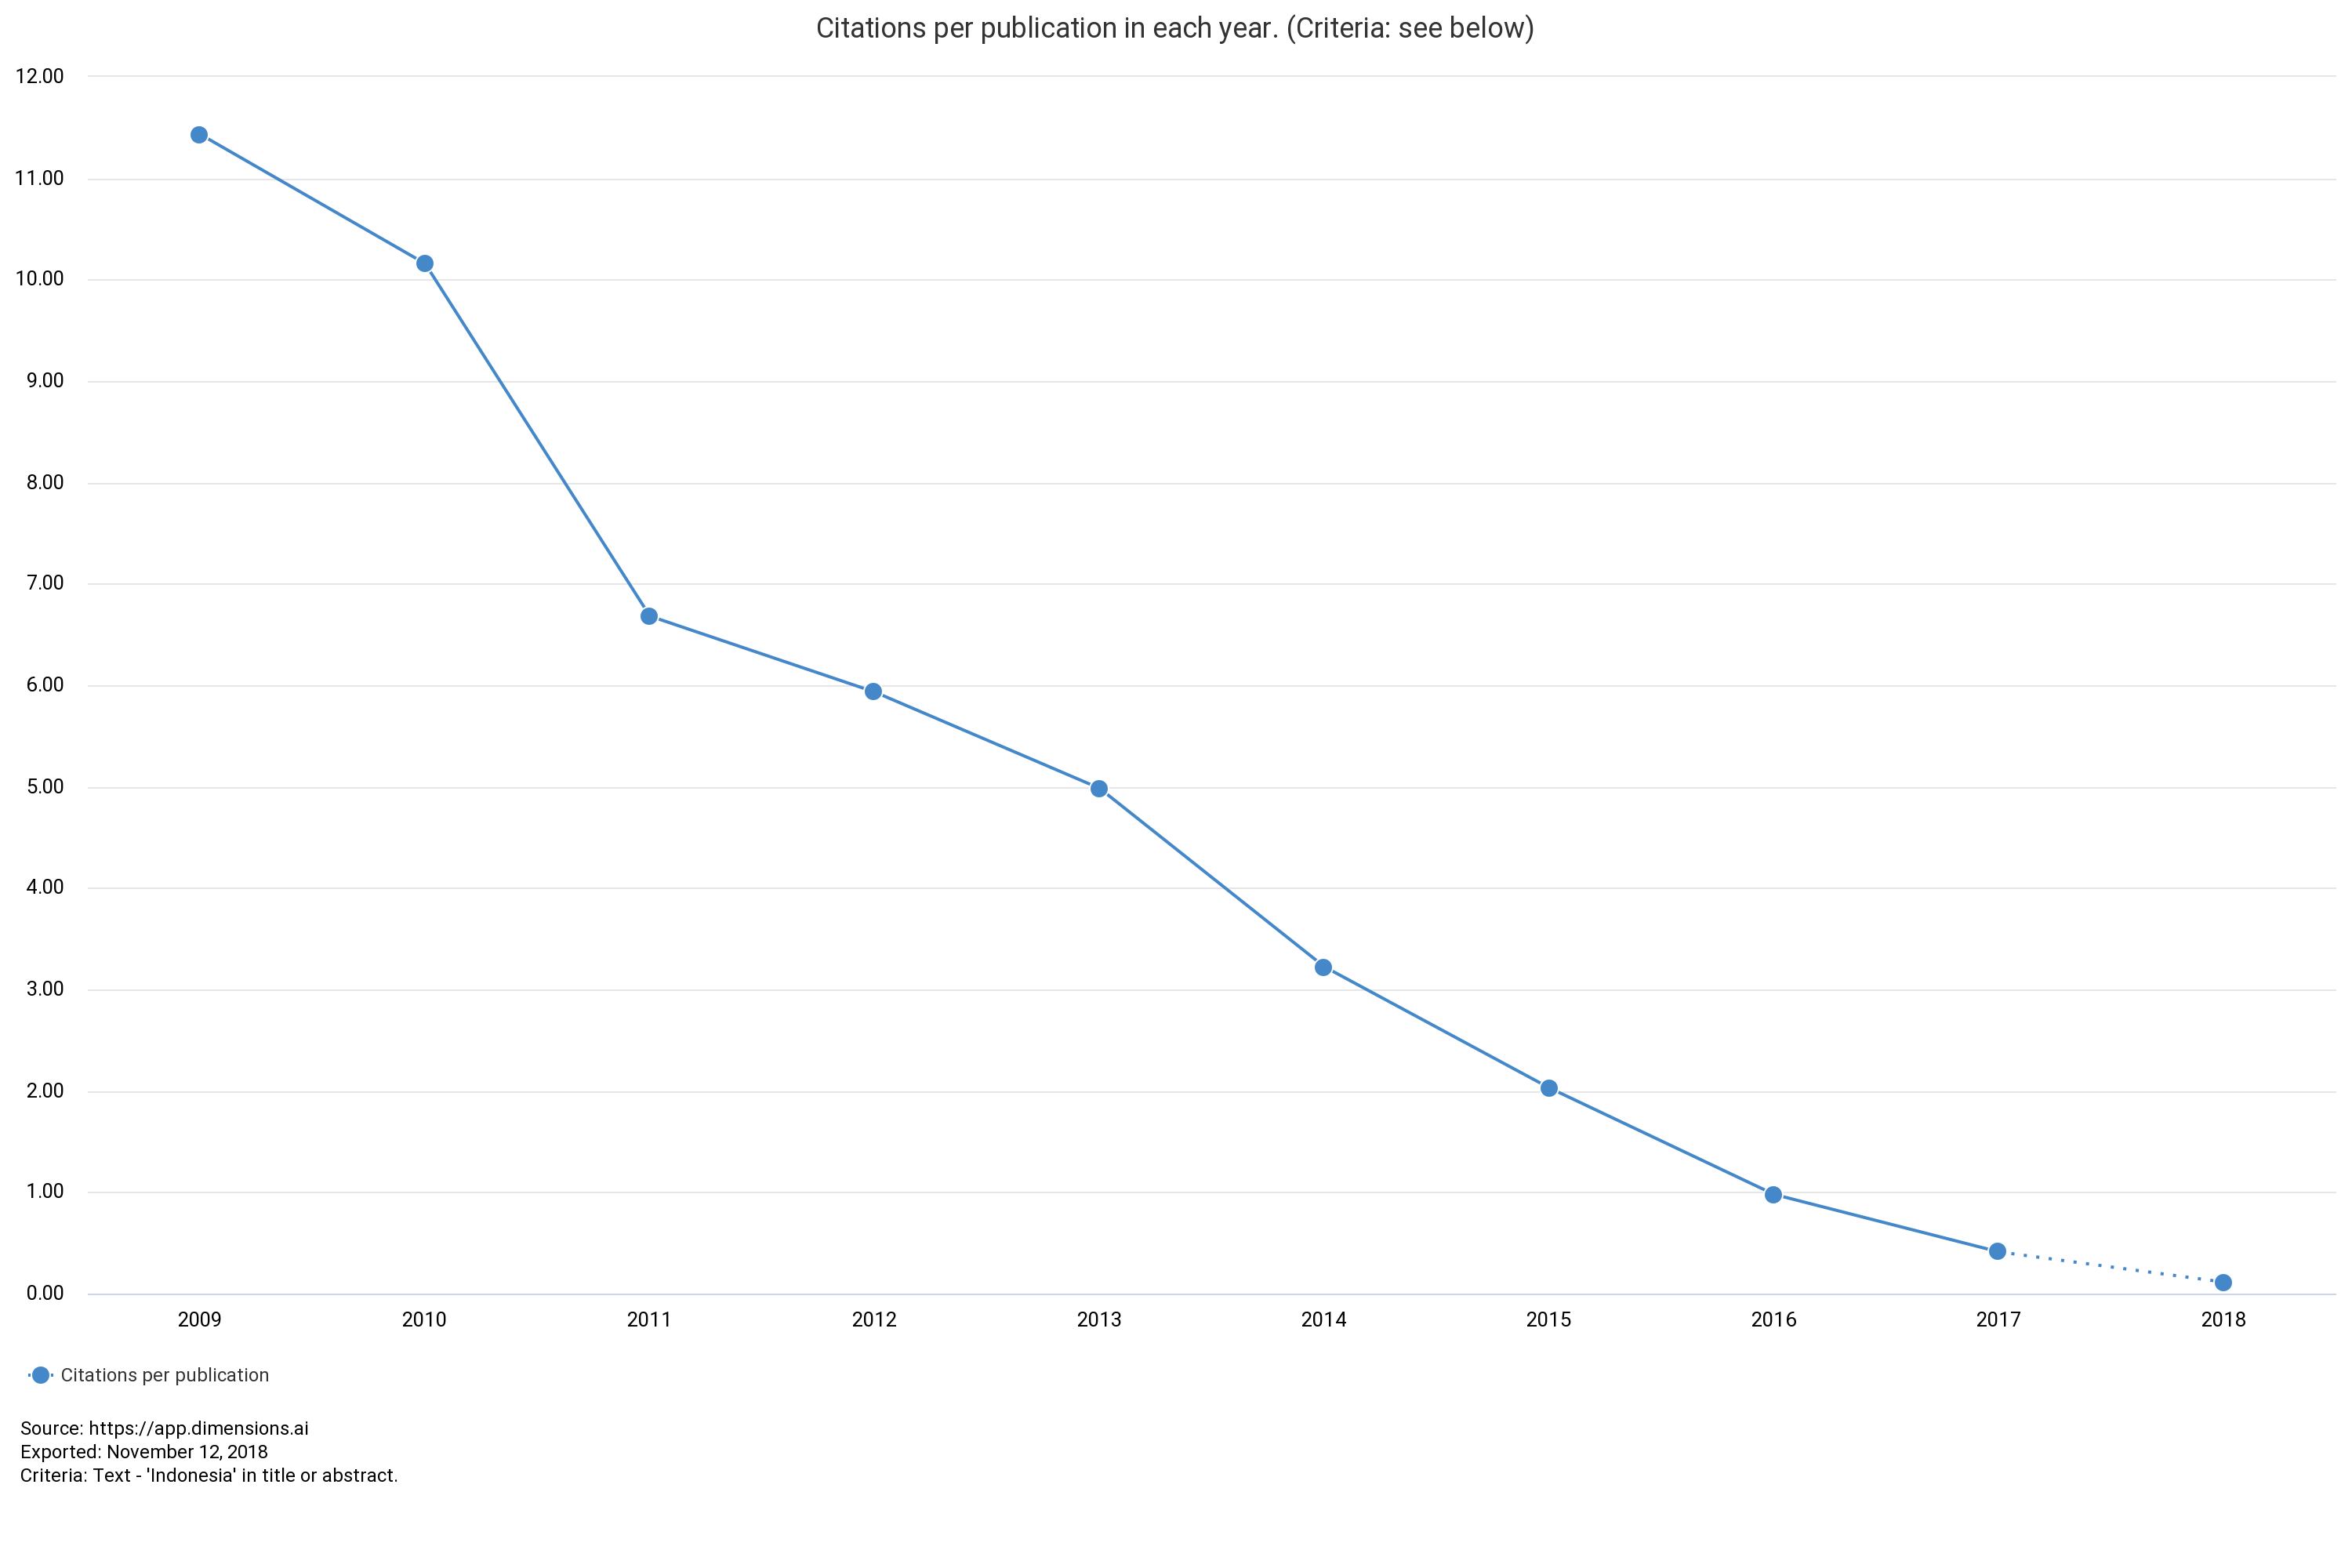 Citations per publication in each year. (Criteria: see below)
12.00
11.00
10.00
9.00
8.00
7.00
6.00
5.00
4.00
3.00
2.00
1.00
0.00
2009 2010 2011 2012 2013 2014 2015 2016 2017 2018
Citations per publication
Source: https://app.dimensions.ai
Exported: November 12, 2018
Criteria: Text - 'Indonesia' in title or abstract.